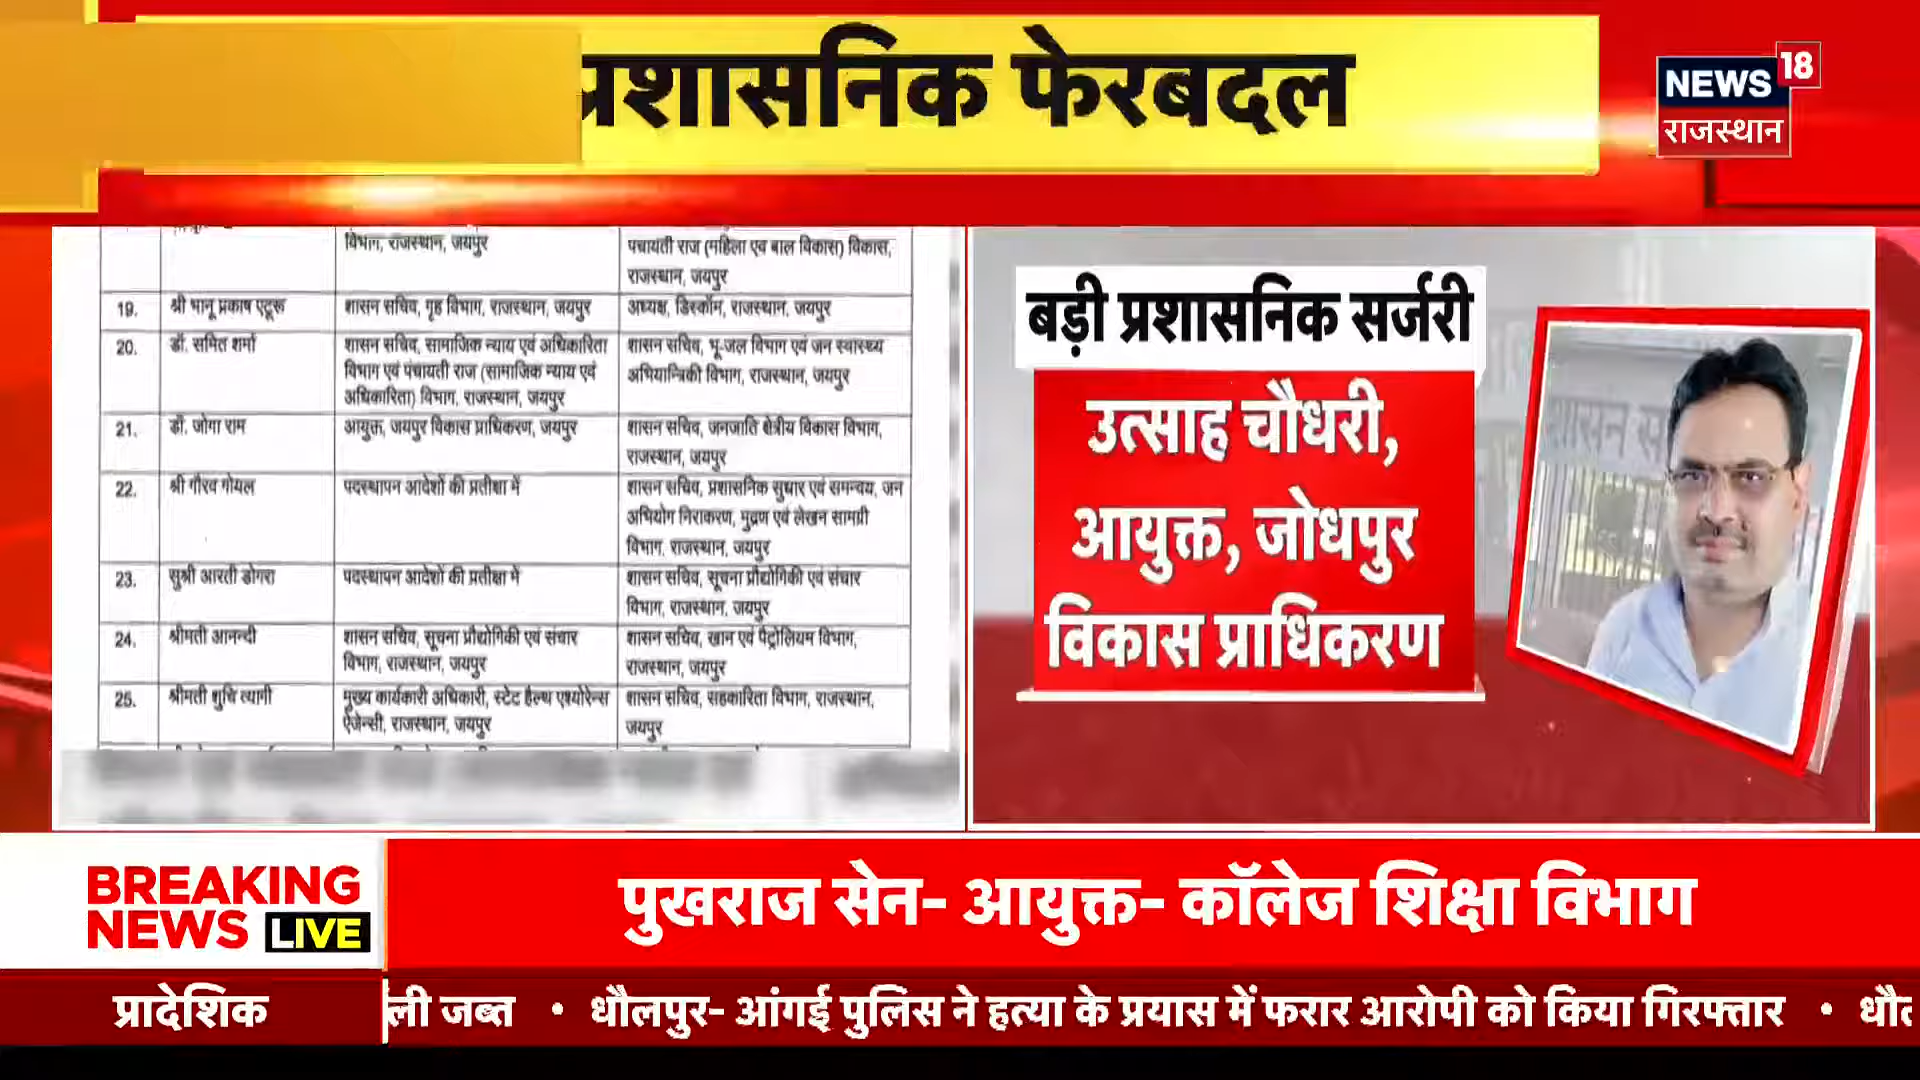 प्रशासनिक फेरबदल
NEWS 18
राजस्थान
विभाग, राजस्थान, जयपुर
पंचायती राज (महिला एवं बाल विकास) विकास,
राजस्थान, जयपुर
19. श्री भानू प्रकाष एटूरू शासन सचिव, गृह विभाग, राजस्थान, जयपुर अध्यक्ष, डिस्कॉम, राजस्थान, जयपुर
20. डॉ. समित शर्मा शासन सचिव, सामाजिक न्याय एवं अधिकारिता शासन सचिव, भू-जल विभाग एवं जन स्वास्थ्य
विभाग एवं पंचायती राज (सामाजिक न्याय एवं अभियान्त्रिकी विभाग, राजस्थान, जयपुर
अधिकारिता) विभाग, राजस्थान, जयपुर
21. डॉ. जोगा राम आयुक्त, जयपुर विकास प्राधिकरण, जयपुर शासन सचिव, जनजाति क्षेत्रीय विकास विभाग,
राजस्थान, जयपुर
22. श्री गौरव गोयल पदस्थापन आदेशों की प्रतीक्षा में शासन सचिव, प्रशासनिक सुधार एवं समन्वय, जन
अभियोग निराकरण, मुद्रण एवं लेखन सामग्री
विभाग, राजस्थान, जयपुर
23. सुश्री आरती डोगरा पदस्थापन आदेशों की प्रतीक्षा में शासन सचिव, सूचना प्रौद्योगिकी एवं संचार
विभाग, राजस्थान, जयपुर
24. श्रीमती आनन्दी शासन सचिव, सूचना प्रौद्योगिकी एवं संचार शासन सचिव, खान एवं पैट्रोलियम विभाग,
विभाग, राजस्थान, जयपुर राजस्थान, जयपुर
25. श्रीमती शुचि त्यागी मुख्य कार्यकारी अधिकारी, स्टेट हैल्थ एश्योरेन्स शासन सचिव, सहकारिता विभाग, राजस्थान,
ऐजेन्सी, राजस्थान, जयपुर जयपुर
बड़ी प्रशासनिक सर्जरी
उत्साह चौधरी,
आयुक्त, जोधपुर
विकास प्राधिकरण
शासन स
BREAKING
NEWS LIVE
पुखराज सेन- आयुक्त- कॉलेज शिक्षा विभाग
प्रादेशिक
ली जब्त • धौलपुर- आंगई पुलिस ने हत्या के प्रयास में फरार आरोपी को किया गिरफ्तार • धौल